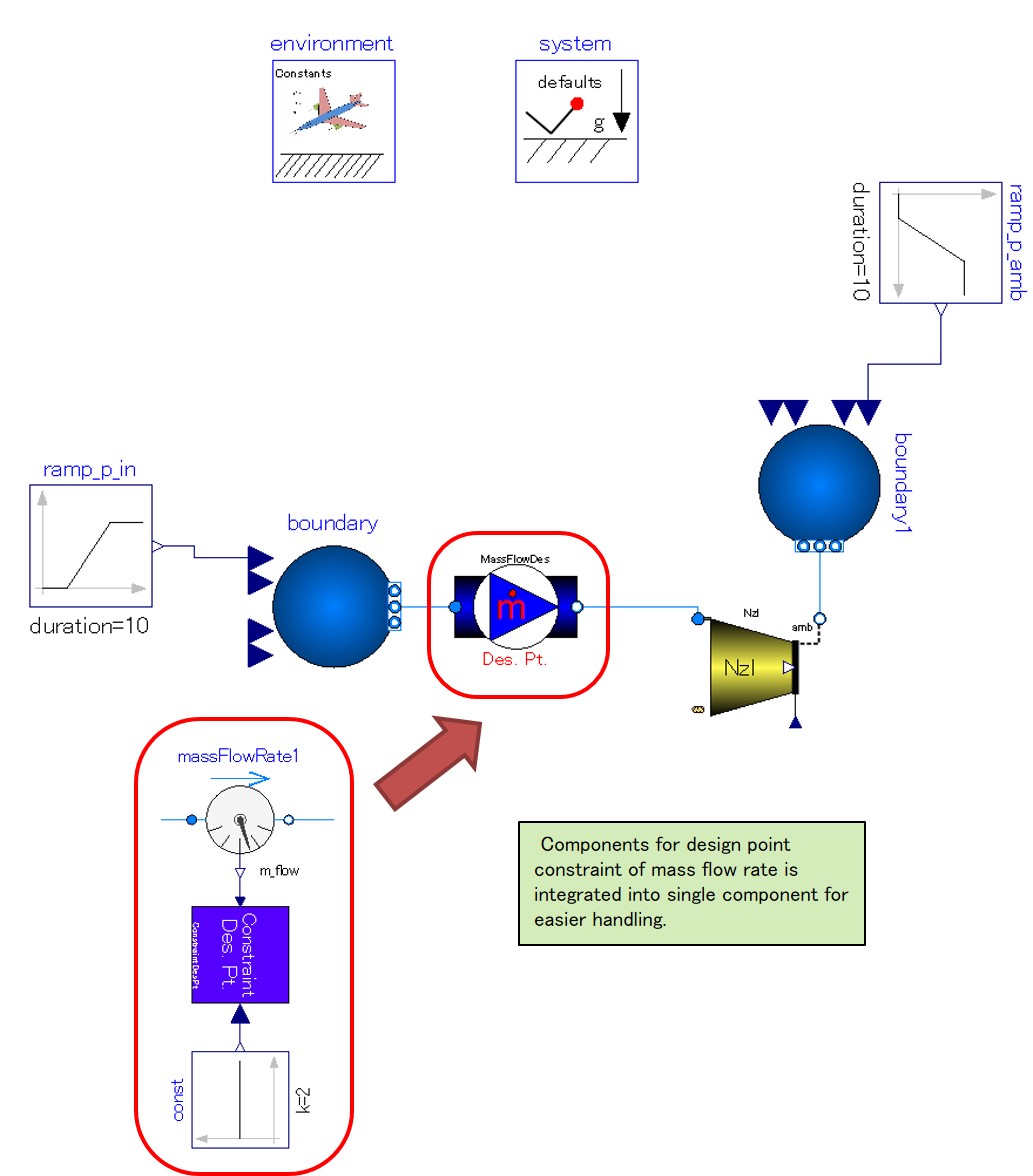 environment
system
Constants
defaults
g
ramp_p_amb
duration=10
boundary1
ramp_p_in
duration=10
boundary
MassFlowDes
ṁ
Des. Pt.
Nzl
amb
Nzl
massFlowRate1
m_flow
Constraint
Des. Pt.
ConstraintDesPt
const
k=2
Components for design point
constraint of mass flow rate is
integrated into single component for
easier handling.